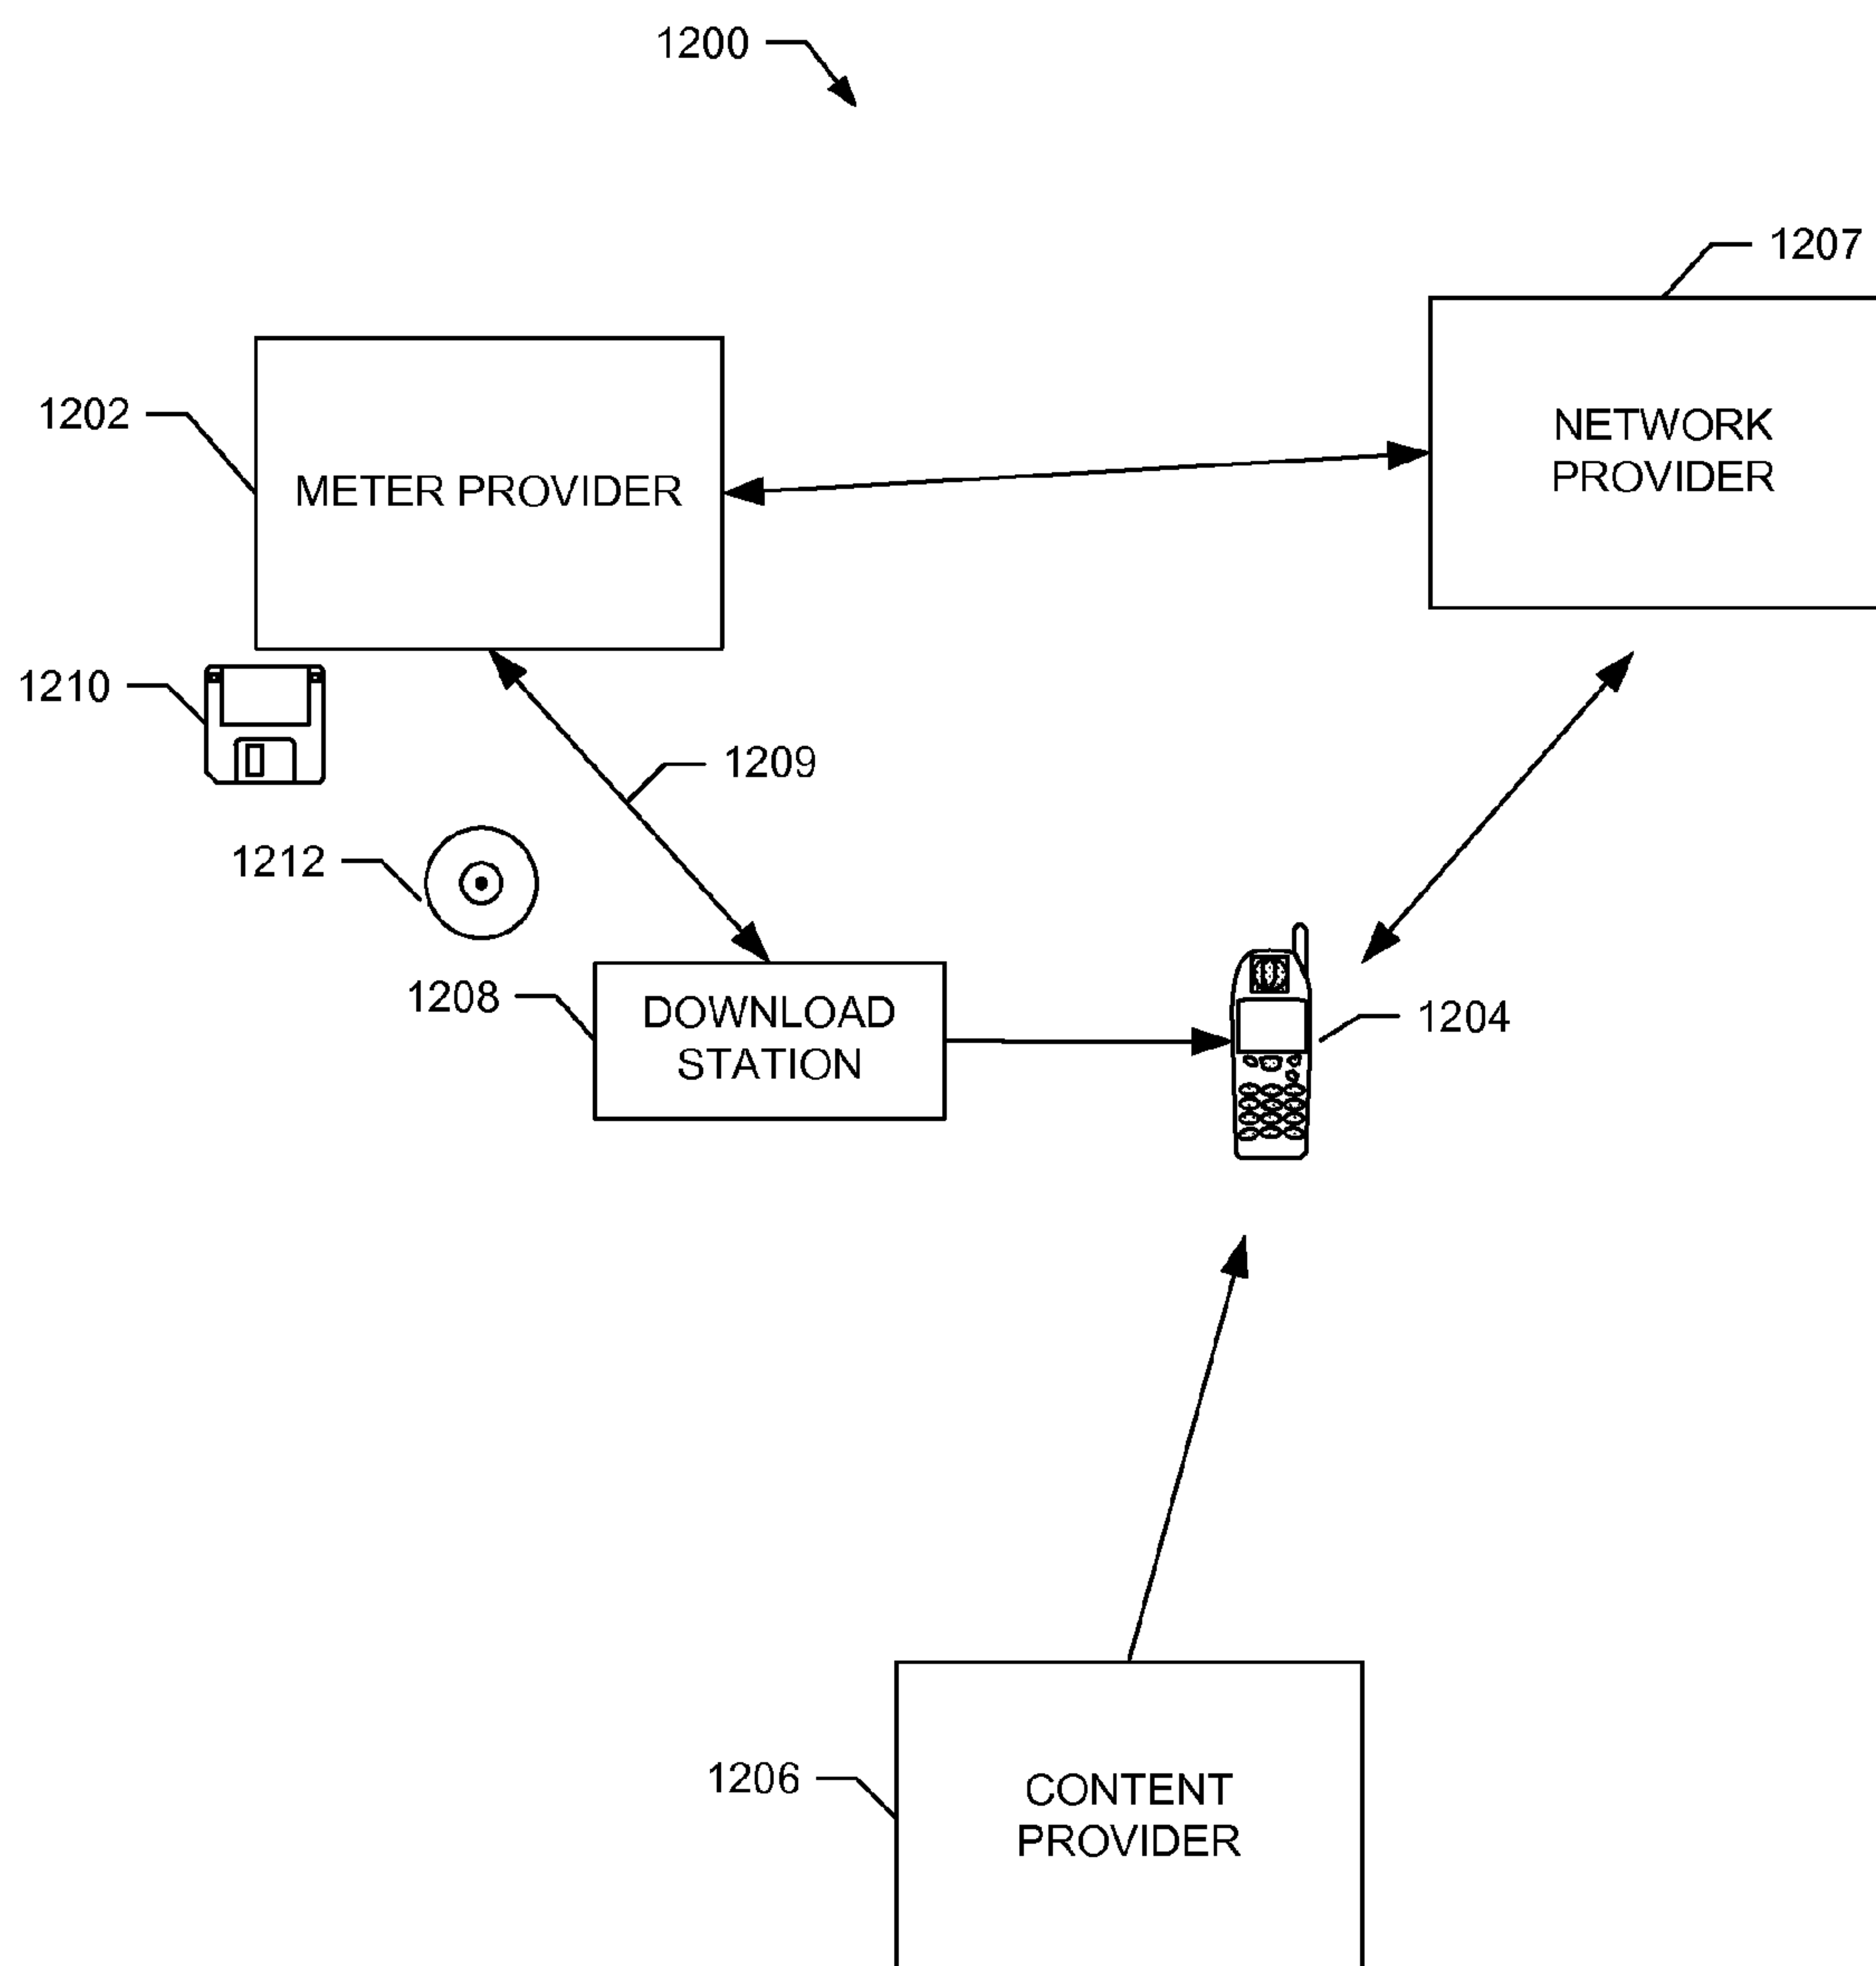 1200
1207
1202
METER PROVIDER
NETWORK
PROVIDER
1210
1209
1212
1208
DOWNLOAD
STATION
1204
1206
CONTENT
PROVIDER